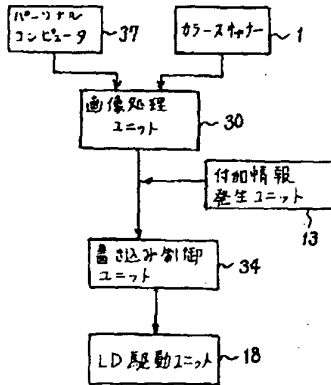 パーソナル
コンピュータ
37
カラースキャナー
1
画像処理
ユニット
30
付加情報
発生ユニット
13
書き込み制御
ユニット
34
LD駆動ユニット
18